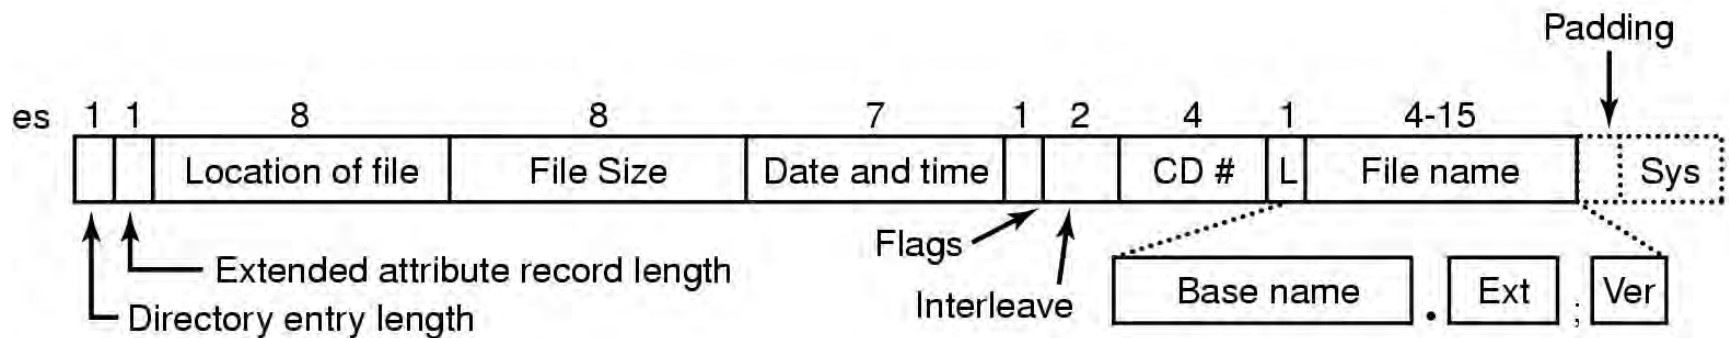 Padding
es 1 1 8 8 7 1 2 4 1 4-15
Location of file File Size Date and time CD # L File name Sys
Flags
Extended attribute record length
Interleave
Base name . Ext ; Ver
Directory entry length